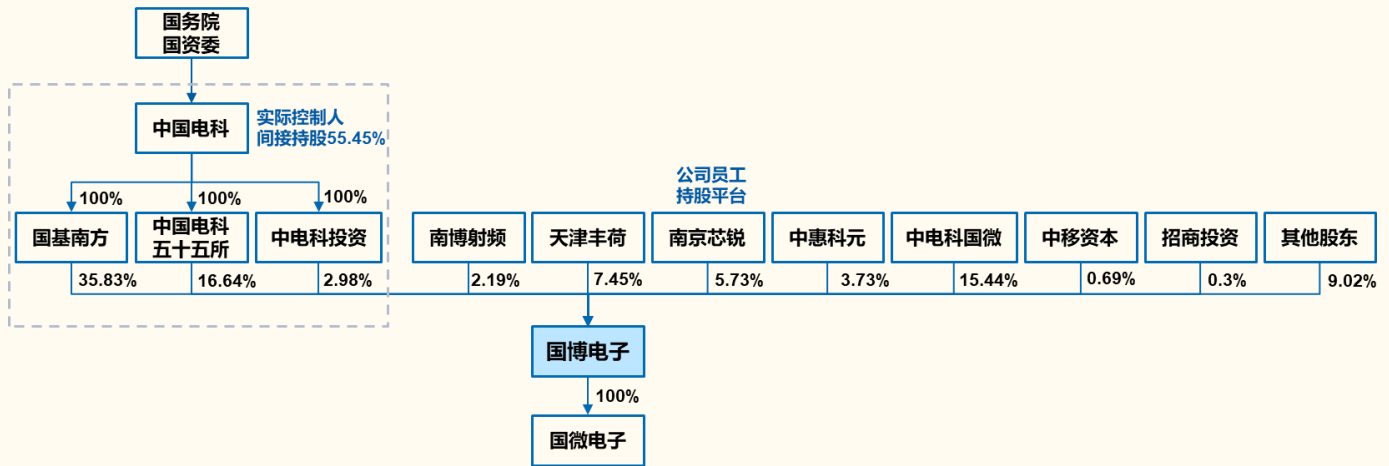 国务院
国资委
中国电科
实际控制人
间接持股55.45%
公司员工
持股平台
100%
100%
100%
国基南方
中国电科
五十五所
中电科投资
南博射频
天津丰荷
南京芯锐
中惠科元
中电科国微
中移资本
招商投资
其他股东
35.83%
16.64%
2.98%
2.19%
7.45%
5.73%
3.73%
15.44%
0.69%
0.3%
9.02%
国博电子
100%
国微电子